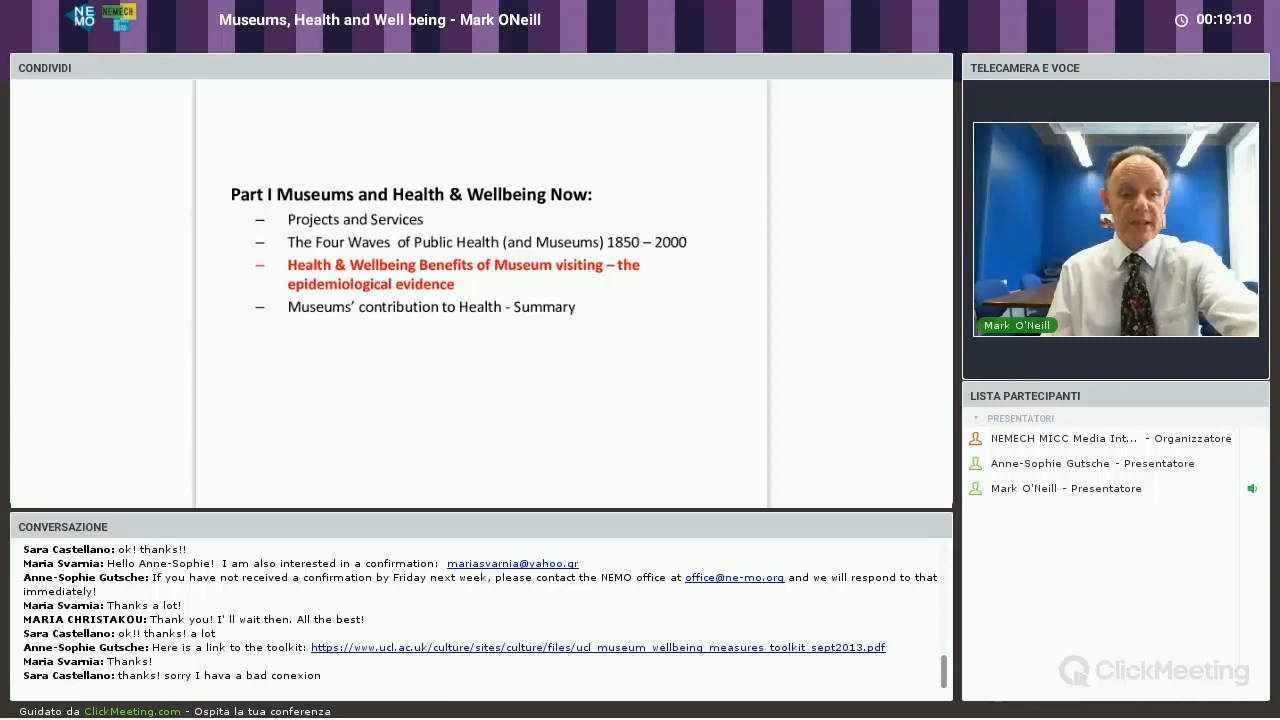 NE
MO
NEMECH
Museums, Health and Well being - Mark ONeill
00:19:10
CONDIVIDI
Part I Museums and Health & Wellbeing Now:
– Projects and Services
– The Four Waves of Public Health (and Museums) 1850 – 2000
– Health & Wellbeing Benefits of Museum visiting – the
epidemiological evidence
– Museums' contribution to Health - Summary
TELECAMERA E VOCE
Mark O'Neill
LISTA PARTECIPANTI
PRESENTATORI
NEMECH MICC Media Int... - Organizzatore
Anne-Sophie Gutsche - Presentatore
Mark O'Neill - Presentatore
ClickMeeting
CONVERSAZIONE
Sara Castellano: ok! thanks!!
Maria Svarnia: Hello Anne-Sophie! I am also interested in a confirmation: mariasvarnia@yahoo.gr
Anne-Sophie Gutsche: If you have not received a confirmation by Friday next week, please contact the NEMO office at office@ne-mo.org and we will respond to that
immediately!
Maria Svarnia: Thanks a lot!
MARIA CHRISTAKOU: Thank you! I' ll wait then. All the best!
Sara Castellano: ok!! thanks! a lot
Anne-Sophie Gutsche: Here is a link to the toolkit: https://www.ucl.ac.uk/culture/sites/culture/files/ucl_museum_wellbeing_measures_toolkit_sept2013.pdf
Maria Svarnia: Thanks!
Sara Castellano: thanks! sorry I hava a bad conexion
Guidato da ClickMeeting.com - Ospita la tua conferenza